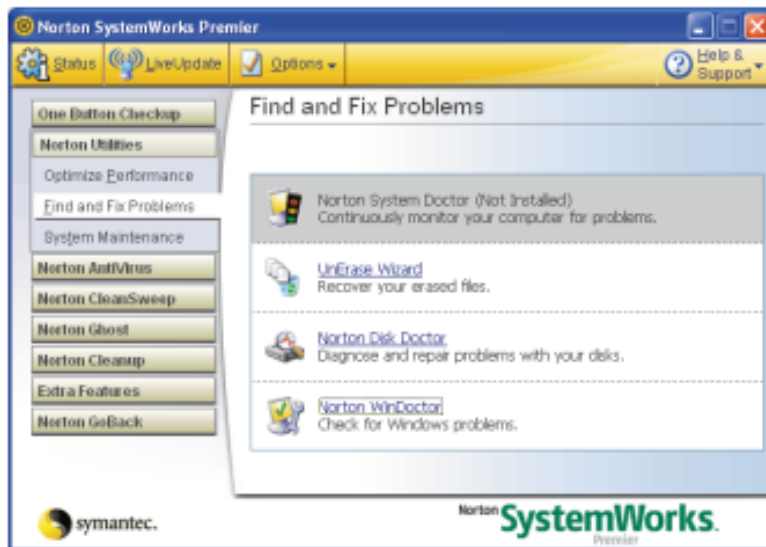 Norton SystemWorks Premier
Status LiveUpdate Options Help & Support
One Button Checkup
Norton Utilities
Optimize Performance
Find and Fix Problems
System Maintenance
Norton AntiVirus
Norton CleanSweep
Norton Ghost
Norton Cleanup
Extra Features
Norton GoBack
Find and Fix Problems
Norton System Doctor (Not Installed)
Continuously monitor your computer for problems.
UnErase Wizard
Recover your erased files.
Norton Disk Doctor
Diagnose and repair problems with your disks.
Norton WinDoctor
Check for Windows problems.
symantec.
Norton SystemWorks.
Premier